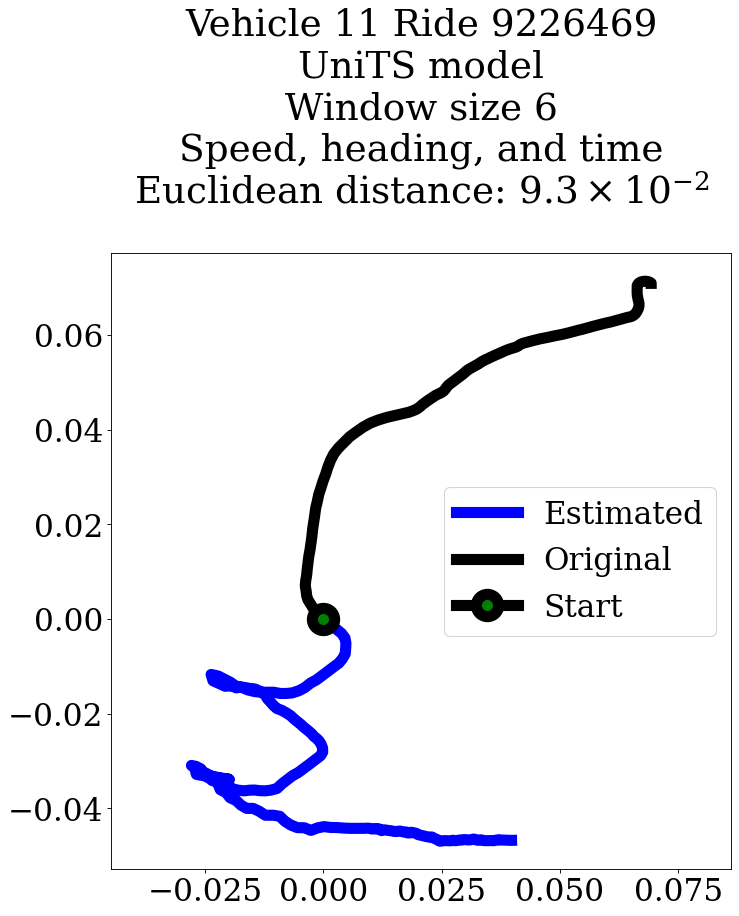 Vehicle 11 Ride 9226469
UniTS model
Window size 6
Speed, heading, and time
Euclidean distance: 9.3 × 10⁻²
0.06
0.04
0.02
0.00
−0.02
−0.04
Estimated
Original
Start
−0.025 0.000 0.025 0.050 0.075